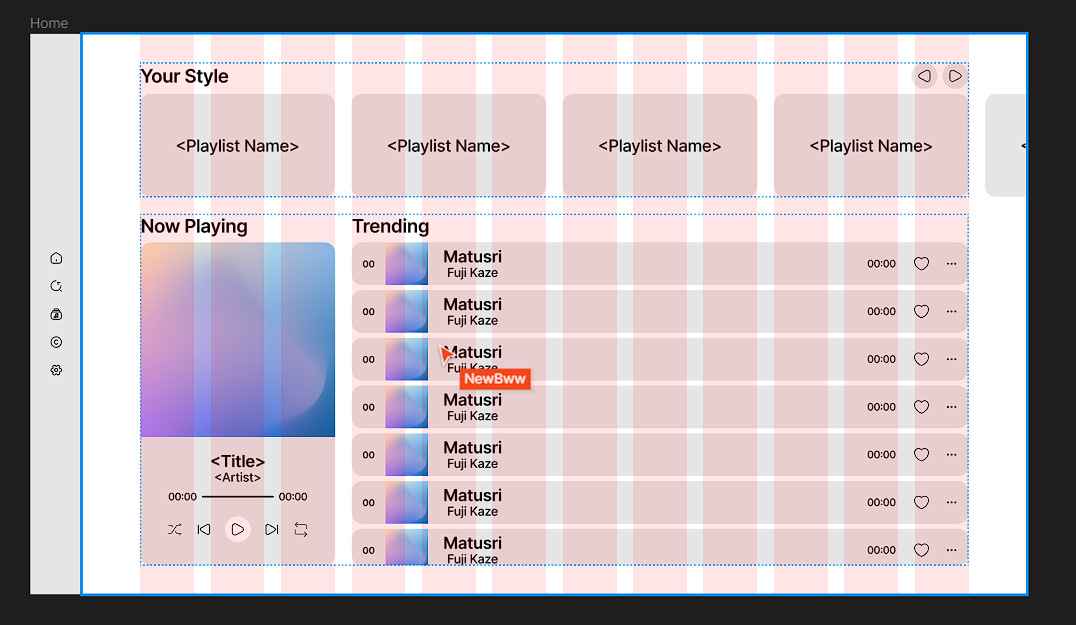 Home
Your Style
<Playlist Name>
<Playlist Name>
<Playlist Name>
<Playlist Name>
Now Playing
Trending
00
Matusri
Fuji Kaze
00:00
00
Matusri
Fuji Kaze
00:00
00
Matusri
Fuji Kaze
00:00
NewBww
00
Matusri
Fuji Kaze
00:00
00
Matusri
Fuji Kaze
00:00
00
Matusri
Fuji Kaze
00:00
00
Matusri
Fuji Kaze
00:00
<Title>
<Artist>
00:00
00:00